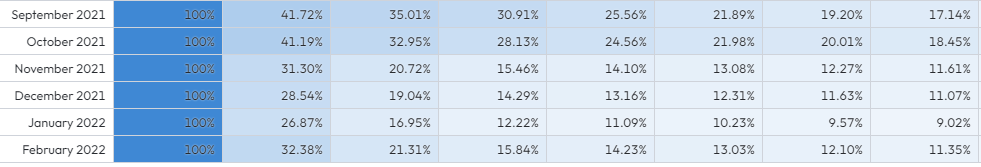 September 2021 100% 41.72% 35.01% 30.91% 25.56% 21.89% 19.20% 17.14%
October 2021 100% 41.19% 32.95% 28.13% 24.56% 21.98% 20.01% 18.45%
November 2021 100% 31.30% 20.72% 15.46% 14.10% 13.08% 12.27% 11.61%
December 2021 100% 28.54% 19.04% 14.29% 13.16% 12.31% 11.63% 11.07%
January 2022 100% 26.87% 16.95% 12.22% 11.09% 10.23% 9.57% 9.02%
February 2022 100% 32.38% 21.31% 15.84% 14.23% 13.03% 12.10% 11.35%